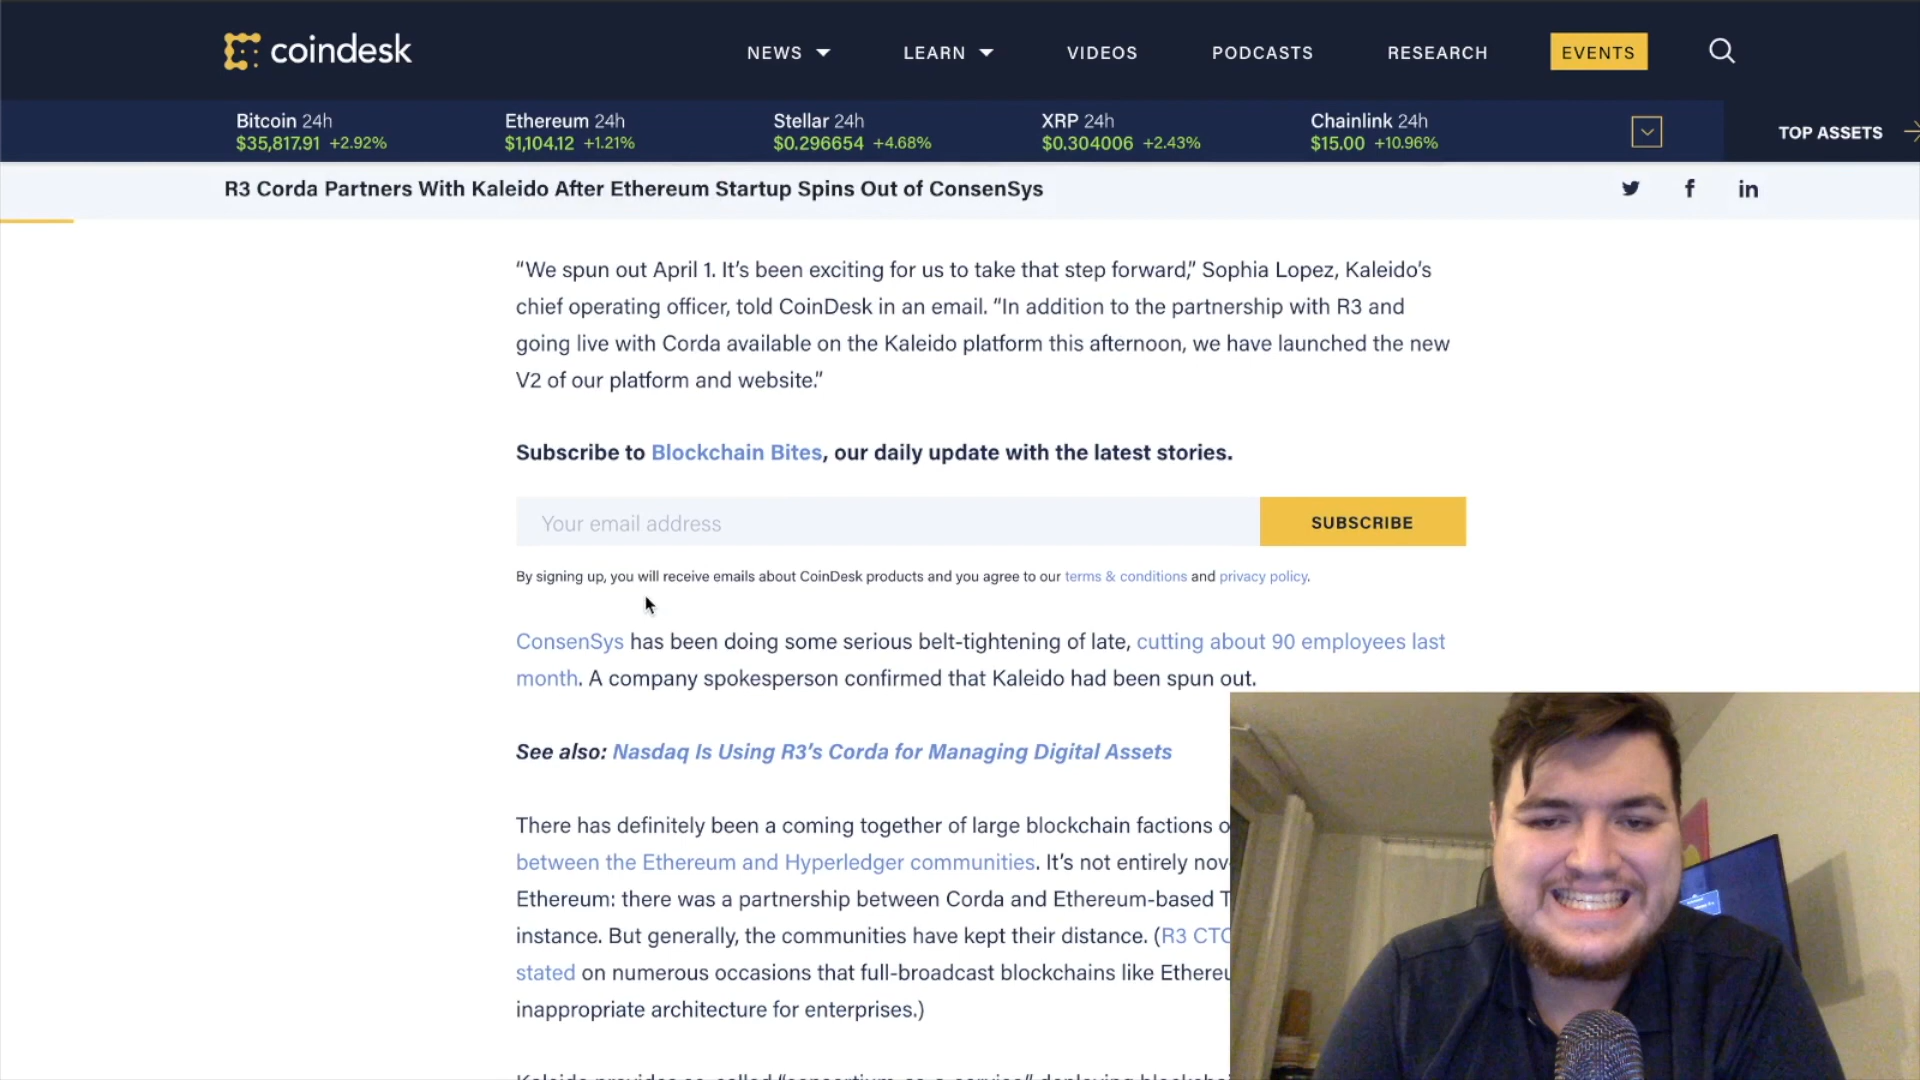 coindesk
NEWS LEARN VIDEOS PODCASTS RESEARCH EVENTS
Bitcoin 24h Ethereum 24h Stellar 24h XRP 24h Chainlink 24h
$35,817.91 +2.92% $1,104.12 +1.21% $0.296654 +4.68% $0.304006 +2.43% $15.00 +10.96%
TOP ASSETS
R3 Corda Partners With Kaleido After Ethereum Startup Spins Out of ConsenSys
“We spun out April 1. It’s been exciting for us to take that step forward,” Sophia Lopez, Kaleido’s
chief operating officer, told CoinDesk in an email. “In addition to the partnership with R3 and
going live with Corda available on the Kaleido platform this afternoon, we have launched the new
V2 of our platform and website.”
Subscribe to Blockchain Bites, our daily update with the latest stories.
Your email address
SUBSCRIBE
By signing up, you will receive emails about CoinDesk products and you agree to our terms & conditions and privacy policy.
ConsenSys has been doing some serious belt-tightening of late, cutting about 90 employees last
month. A company spokesperson confirmed that Kaleido had been spun out.
See also: Nasdaq Is Using R3’s Corda for Managing Digital Assets
There has definitely been a coming together of large blockchain factions
between the Ethereum and Hyperledger communities. It’s not entirely
Ethereum: there was a partnership between Corda and Ethereum-based
instance. But generally, the communities have kept their distance. (R3
stated on numerous occasions that full-broadcast blockchains like
inappropriate architecture for enterprises.)